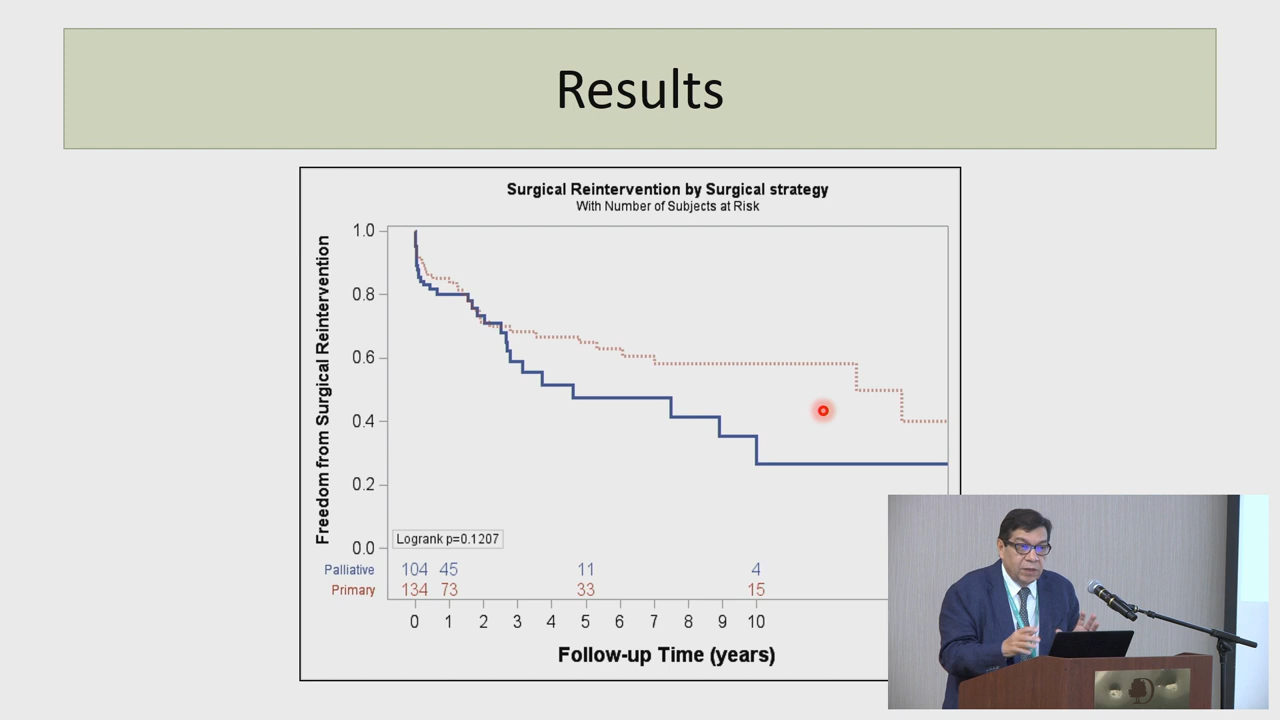 Results
Surgical Reintervention by Surgical strategy
With Number of Subjects at Risk
Freedom from Surgical Reintervention
1.0
0.8
0.6
0.4
0.2
0.0
Logrank p=0.1207
Palliative 104 45 11 4
Primary 134 73 33 15
0 1 2 3 4 5 6 7 8 9 10
Follow-up Time (years)
D